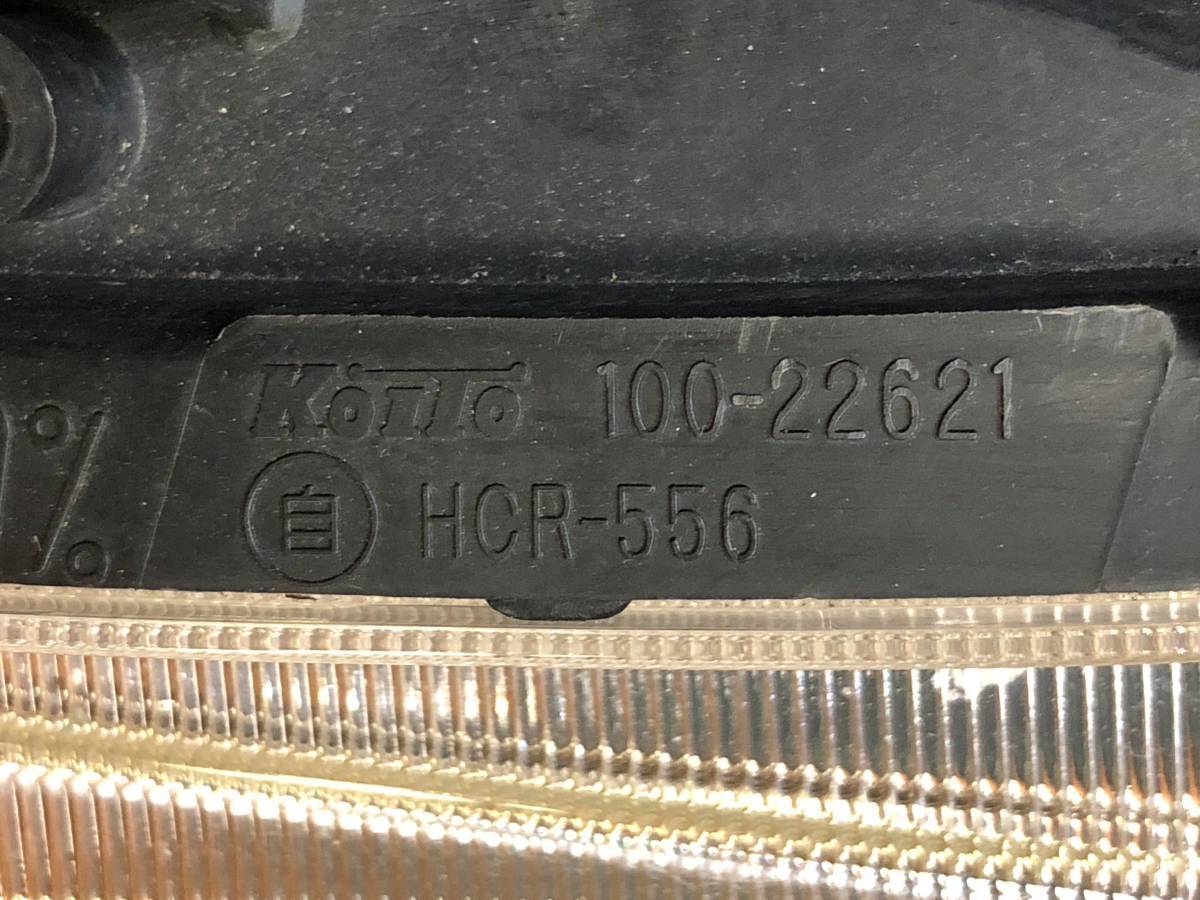 KOITO 100-22621
自 HCR-556
%